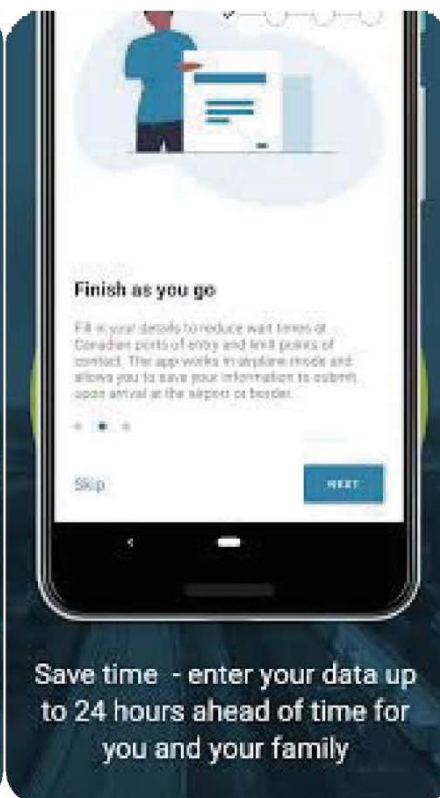 Finish as you go
Fill in your details to reduce wait times at
Canadian ports of entry and limit points of
contact. The app works in airplane mode and
allows you to save your information to submit
upon arrival at the airport or border.
Skip
NEXT
Save time - enter your data up
to 24 hours ahead of time for
you and your family